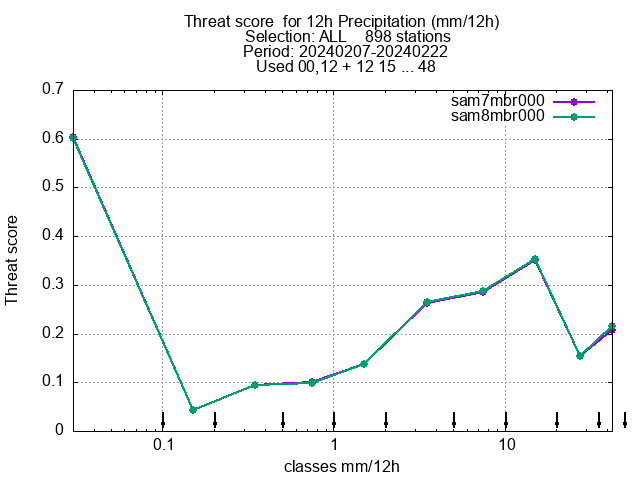 Threat score  for 12h Precipitation (mm/12h)
Selection: ALL    898 stations
Period: 20240207-20240222
Used 00,12 + 12 15 ... 48
sam7mbr000
sam8mbr000
0.7
0.6
0.5
0.4
0.3
0.2
0.1
0
Threat score
0.1 1 10
classes mm/12h